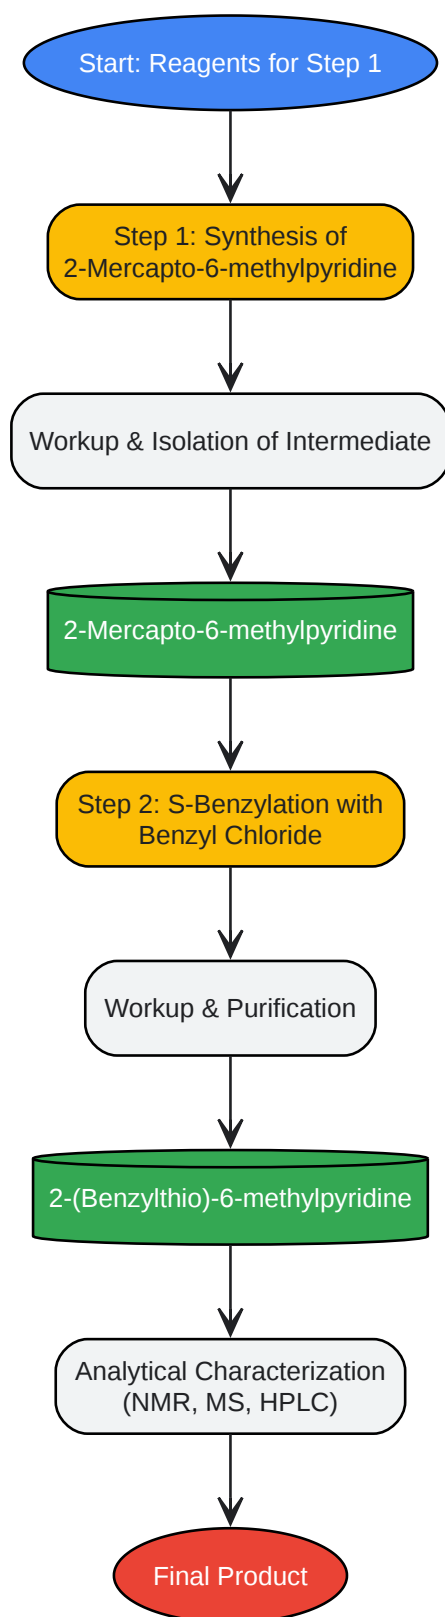 Start: Reagents for Step 1
Step 1: Synthesis of
2-Mercapto-6-methylpyridine
Workup & Isolation of Intermediate
2-Mercapto-6-methylpyridine
Step 2: S-Benzylation with
Benzyl Chloride
Workup & Purification
2-(Benzylthio)-6-methylpyridine
Analytical Characterization
(NMR, MS, HPLC)
Final Product